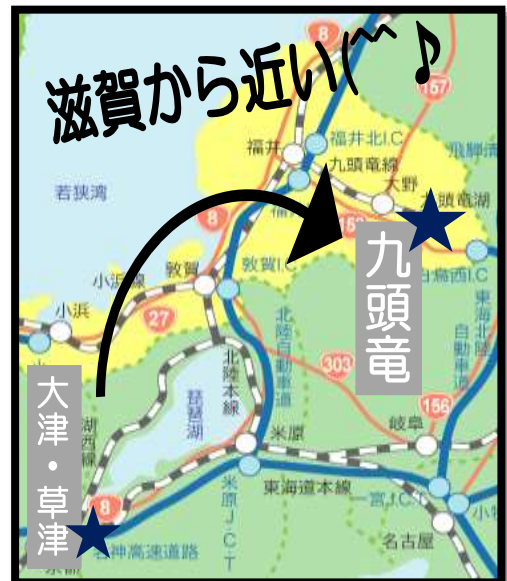 滋賀から近い(^^♪
8
157
福井北I.C
福井
九頭竜線
大野
九頭竜湖
若狭湾
8
158
九頭竜
白鳥西I.C
敦賀
敦賀I.C
小浜線
小浜
27
東海北陸
自動車道
北陸自動車道
303
北陸本線
琵琶湖
156
大津・草津
湖西線
米原
岐阜
8
東海道本線
一宮J.C.T
米原J・C・T
名神高速道路
名古屋
京都